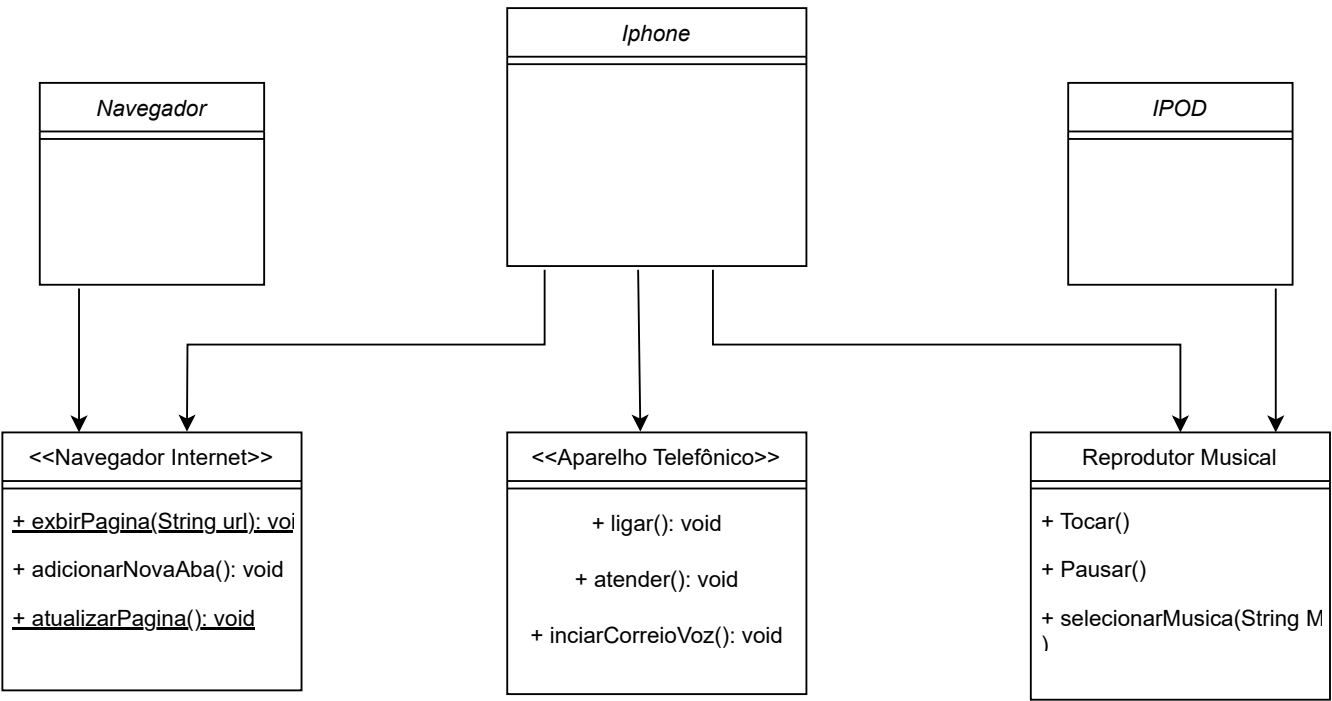 Iphone
Navegador
IPOD
<<Navegador Internet>>
+ exbirPagina(String url): voi
+ adicionarNovaAba(): void
+ atualizarPagina(): void
<<Aparelho Telefônico>>
+ ligar(): void
+ atender(): void
+ inciarCorreioVoz(): void
Reprodutor Musical
+ Tocar()
+ Pausar()
+ selecionarMusica(String M
)